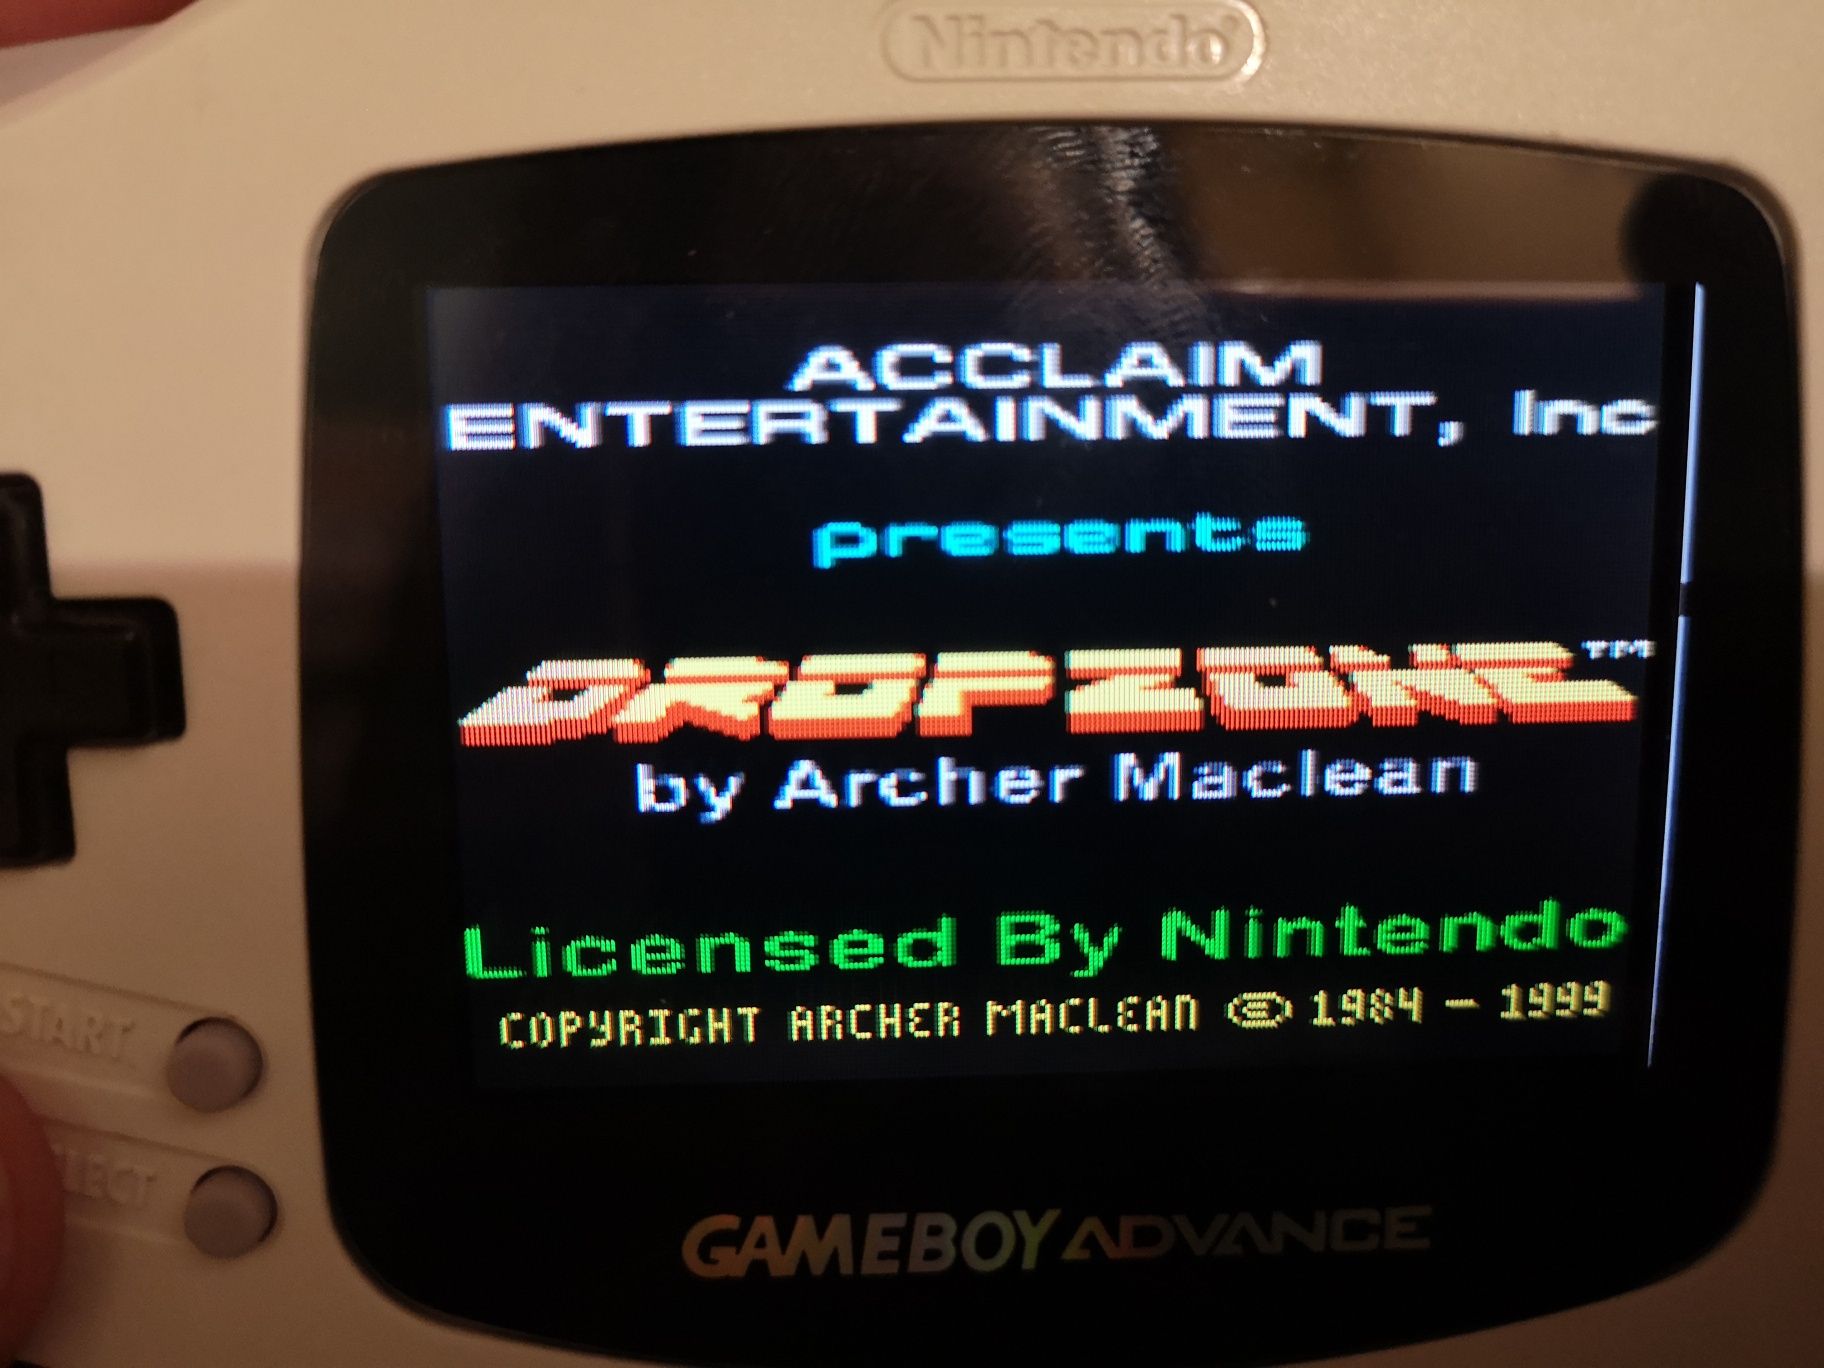 Nintendo
ACCLAIM
ENTERTAINMENT, Inc
presents
DROPZONE™
by Archer Maclean
Licensed By Nintendo
COPYRIGHT ARCHER MACLEAN © 1984 - 1999
START
SELECT
GAMEBOY ADVANCE